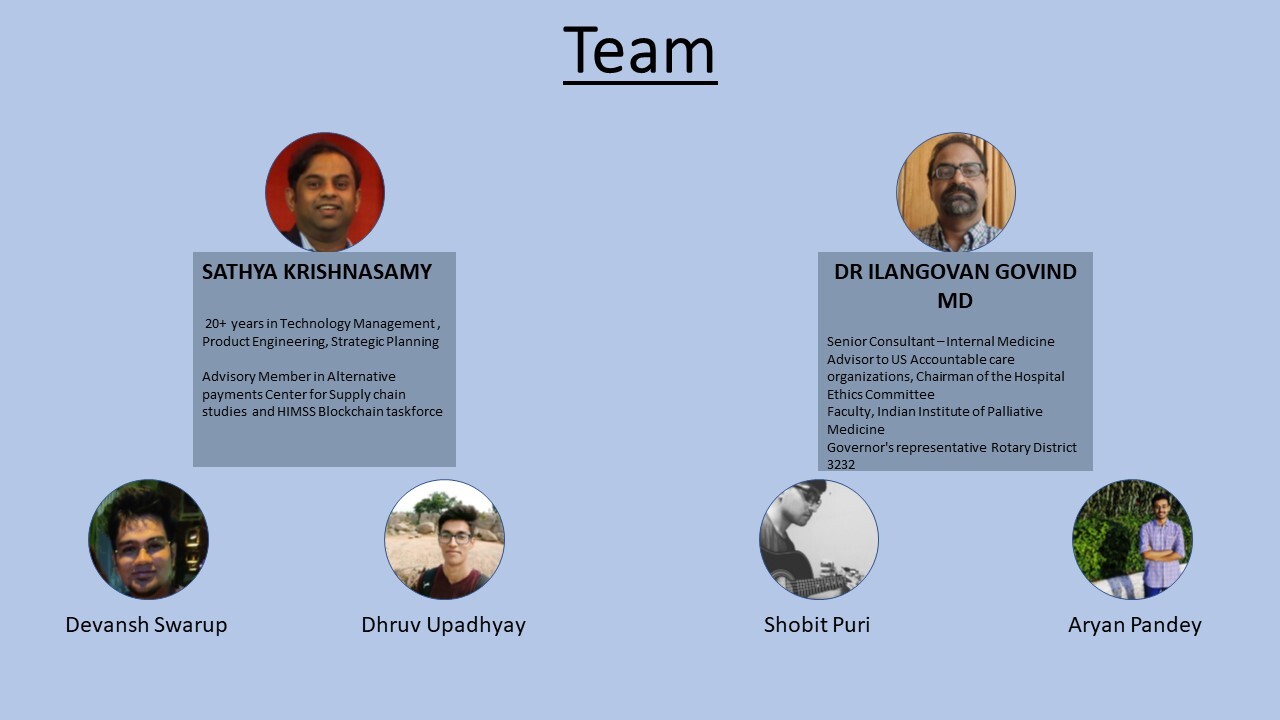 Team
SATHYA KRISHNASAMY
20+ years in Technology Management ,
Product Engineering, Strategic Planning
Advisory Member in Alternative
payments Center for Supply chain
studies and HIMSS Blockchain taskforce
DR ILANGOVAN GOVIND
MD
Senior Consultant – Internal Medicine
Advisor to US Accountable care
organizations, Chairman of the Hospital
Ethics Committee
Faculty, Indian Institute of Palliative
Medicine
Governor's representative Rotary District
3232
Devansh Swarup
Dhruv Upadhyay
Shobit Puri
Aryan Pandey